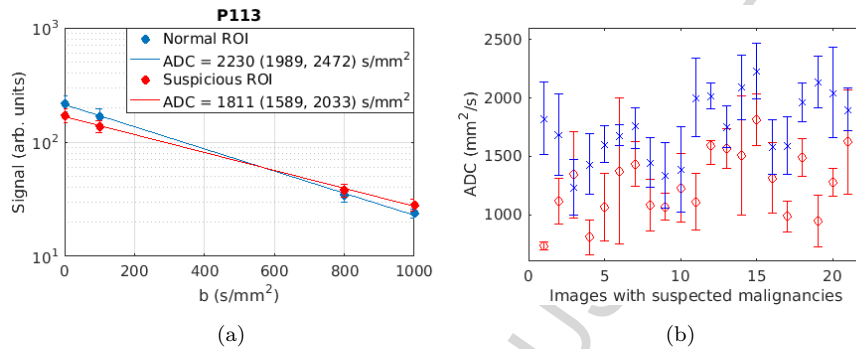 P113
Normal ROI
ADC = 2230 (1989, 2472) s/mm²
Suspicious ROI
ADC = 1811 (1589, 2033) s/mm²
Signal (arb. units)
10³
10²
10¹
0 200 400 600 800 1000
b (s/mm²)
(a)
ADC (mm²/s)
2500
2000
1500
1000
5 10 15 20
Images with suspected malignancies
(b)